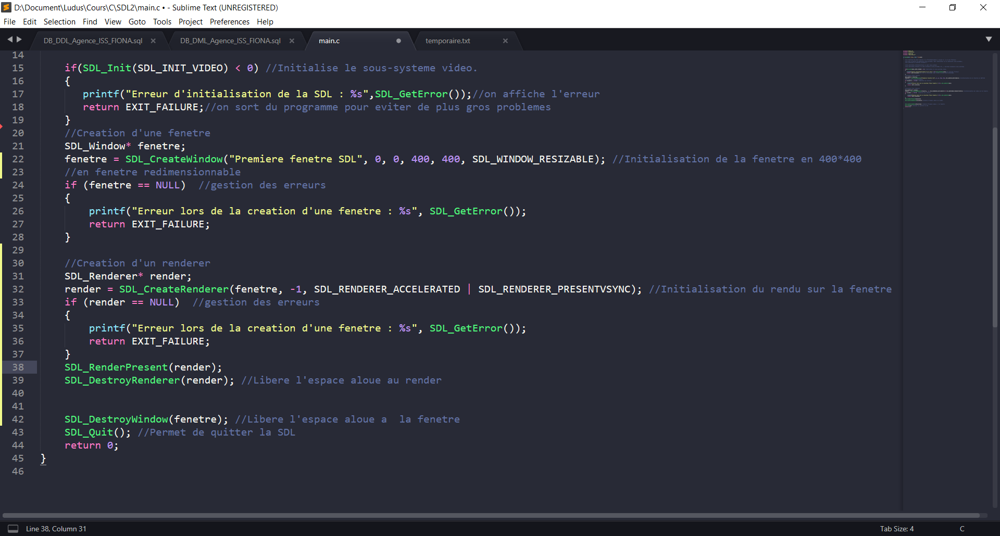 D:\Document\Ludus\Cours\C\SDL2\main.c • - Sublime Text (UNREGISTERED)
File Edit Selection Find View Goto Tools Project Preferences Help
DB_DDL_Agence_ISS_FIONA.sql DB_DML_Agence_ISS_FIONA.sql main.c temporaire.txt
14
15 if(SDL_Init(SDL_INIT_VIDEO) < 0) //Initialise le sous-systeme video.
16 {
17 printf("Erreur d'initialisation de la SDL : %s",SDL_GetError());//on affiche l'erreur
18 return EXIT_FAILURE;//on sort du programme pour eviter de plus gros problemes
19 }
20 //Creation d'une fenetre
21 SDL_Window* fenetre;
22 fenetre = SDL_CreateWindow("Premiere fenetre SDL", 0, 0, 400, 400, SDL_WINDOW_RESIZABLE); //Initialisation de la fenetre en 400*400
23 //en fenetre redimensionnable
24 if (fenetre == NULL)  //gestion des erreurs
25 {
26 printf("Erreur lors de la creation d'une fenetre : %s", SDL_GetError());
27 return EXIT_FAILURE;
28 }
29
30 //Creation d'un renderer
31 SDL_Renderer* render;
32 render = SDL_CreateRenderer(fenetre, -1, SDL_RENDERER_ACCELERATED | SDL_RENDERER_PRESENTVSYNC); //Initialisation du rendu sur la fenetre
33 if (render == NULL)  //gestion des erreurs
34 {
35 printf("Erreur lors de la creation d'une fenetre : %s", SDL_GetError());
36 return EXIT_FAILURE;
37 }
38 SDL_RenderPresent(render);
39 SDL_DestroyRenderer(render); //Libere l'espace aloue au render
40
41
42 SDL_DestroyWindow(fenetre); //Libere l'espace aloue a  la fenetre
43 SDL_Quit(); //Permet de quitter la SDL
44 return 0;
45 }
46
Line 38, Column 31 Tab Size: 4 C